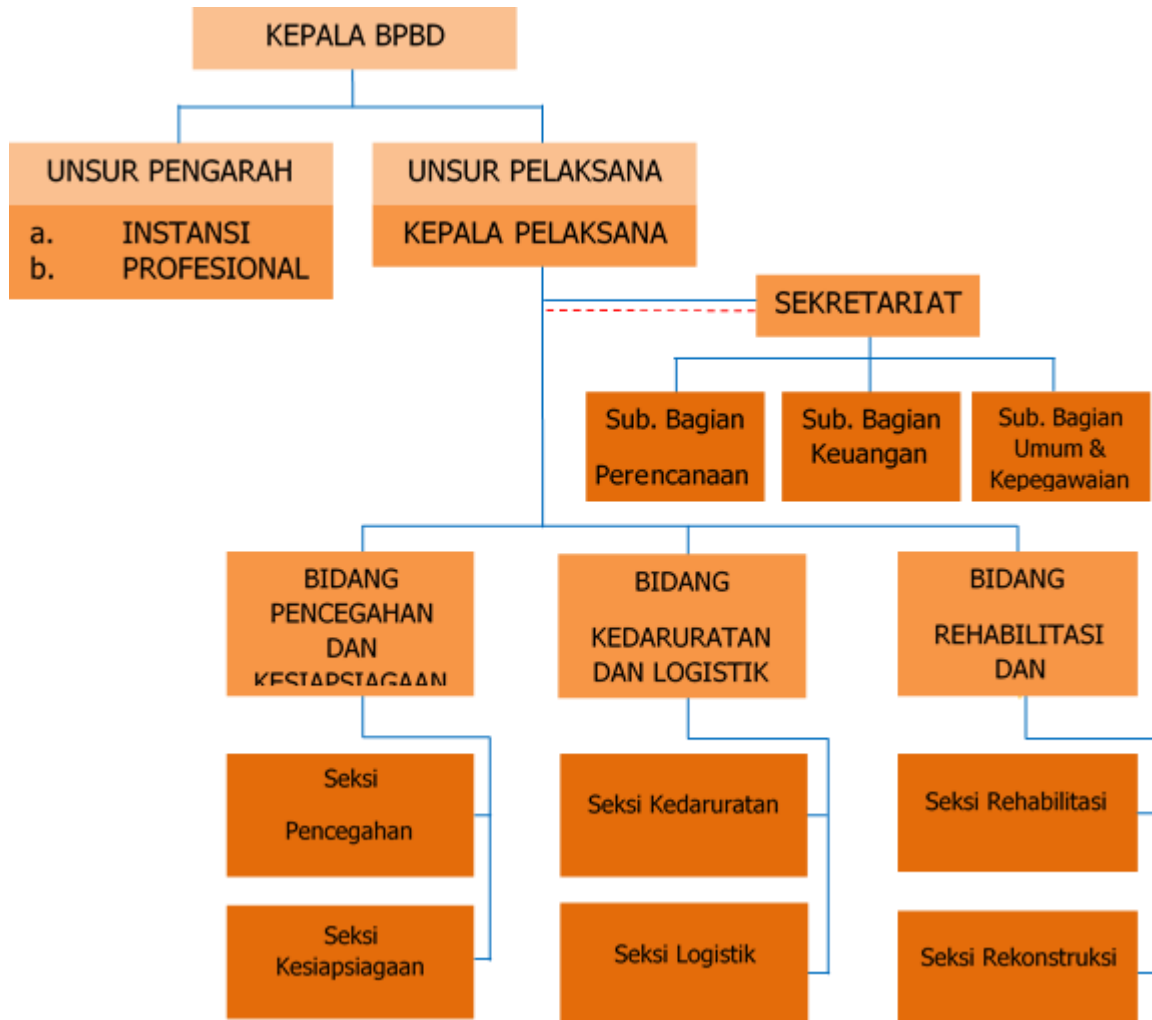 KEPALA BPBD
UNSUR PENGARAH
a. INSTANSI
b. PROFESIONAL
UNSUR PELAKSANA
KEPALA PELAKSANA
SEKRETARIAT
Sub. Bagian
Perencanaan
Sub. Bagian
Keuangan
Sub. Bagian
Umum &
Kepegawaian
BIDANG
PENCEGAHAN
DAN
KESIAPSIAGAAN
BIDANG
KEDARURATAN
DAN LOGISTIK
BIDANG
REHABILITASI
DAN
Seksi
Pencegahan
Seksi Kedaruratan
Seksi Rehabilitasi
Seksi
Kesiapsiagaan
Seksi Logistik
Seksi Rekonstruksi